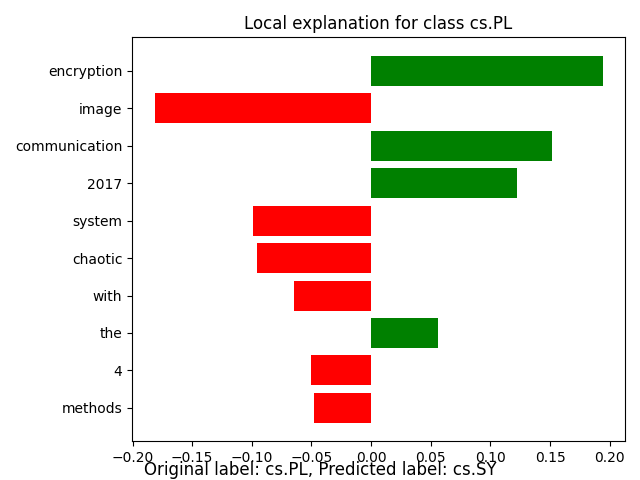 Local explanation for class cs.PL
encryption
image
communication
2017
system
chaotic
with
the
4
methods
−0.20 −0.15 −0.10 −0.05 0.00 0.05 0.10 0.15 0.20
Original label: cs.PL, Predicted label: cs.SY